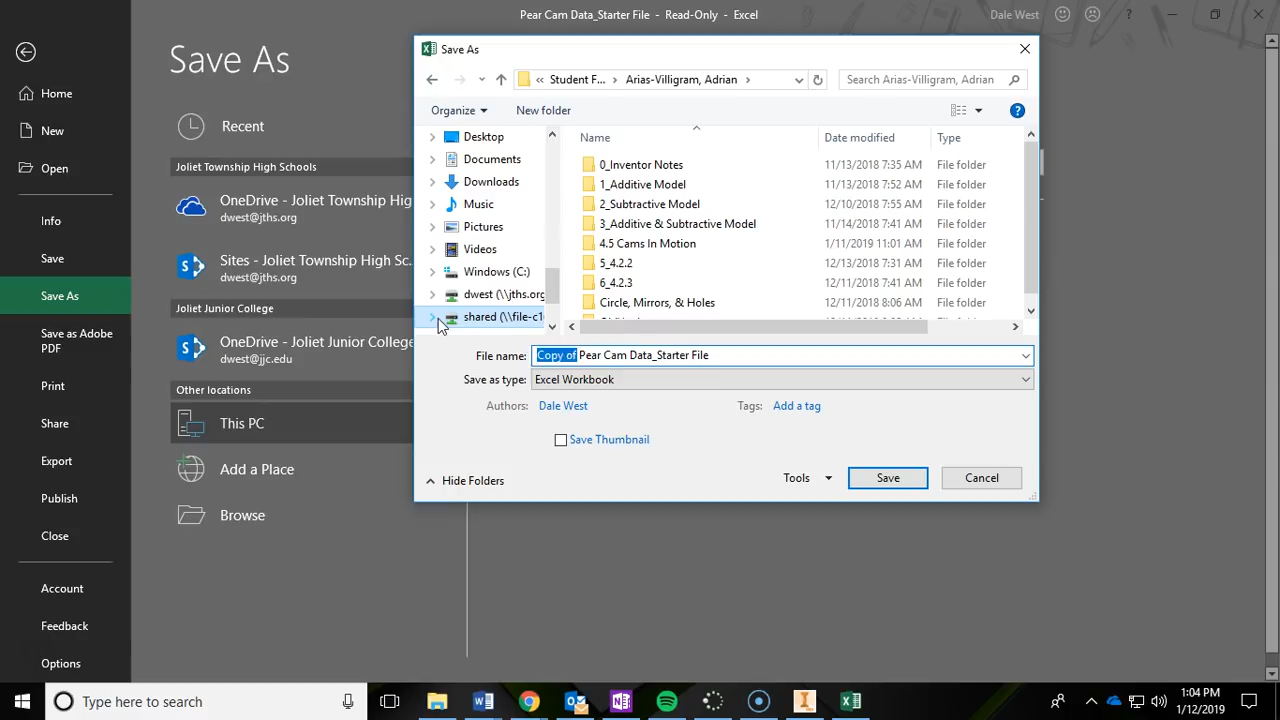 Pear Cam Data_Starter File - Read-Only - Excel
Dale West
Save As
Home
New
Open
Info
Save
Save As
Save as Adobe
PDF
Print
Share
Export
Publish
Close
Account
Feedback
Options
Recent
Joliet Township High Schools
OneDrive - Joliet Township Hig
dwest@jths.org
Sites - Joliet Township High Sc...
dwest@jths.org
Joliet Junior College
OneDrive - Joliet Junior College
dwest@jjc.edu
Other locations
This PC
Add a Place
Browse
Save As
Student F... Arias-Villigram, Adrian
Search Arias-Villigram, Adrian
Organize New folder
Desktop
Documents
Downloads
Music
Pictures
Videos
Windows (C:)
dwest (\\jths.org
shared (\\file-c1
Name Date modified Type
0_Inventor Notes 11/13/2018 7:35 AM File folder
1_Additive Model 11/13/2018 7:52 AM File folder
2_Subtractive Model 12/10/2018 7:55 AM File folder
3_Additive & Subtractive Model 11/14/2018 7:41 AM File folder
4.5 Cams In Motion 1/11/2019 11:01 AM File folder
5_4.2.2 12/13/2018 7:31 AM File folder
6_4.2.3 12/11/2018 7:41 AM File folder
Circle, Mirrors, & Holes 12/11/2018 8:06 AM File folder
File name: Copy of Pear Cam Data_Starter File
Save as type: Excel Workbook
Authors: Dale West Tags: Add a tag
Save Thumbnail
Hide Folders Tools Save Cancel
Type here to search
1:04 PM
1/12/2019